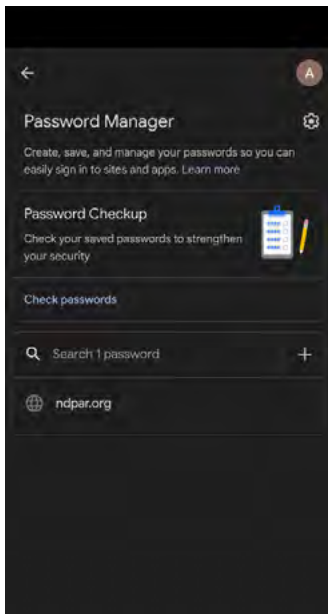 A
Password Manager
Create, save, and manage your passwords so you can
easily sign in to sites and apps. Learn more
Password Checkup
Check your saved passwords to strengthen
your security
Check passwords
Search 1 password
ndpar.org